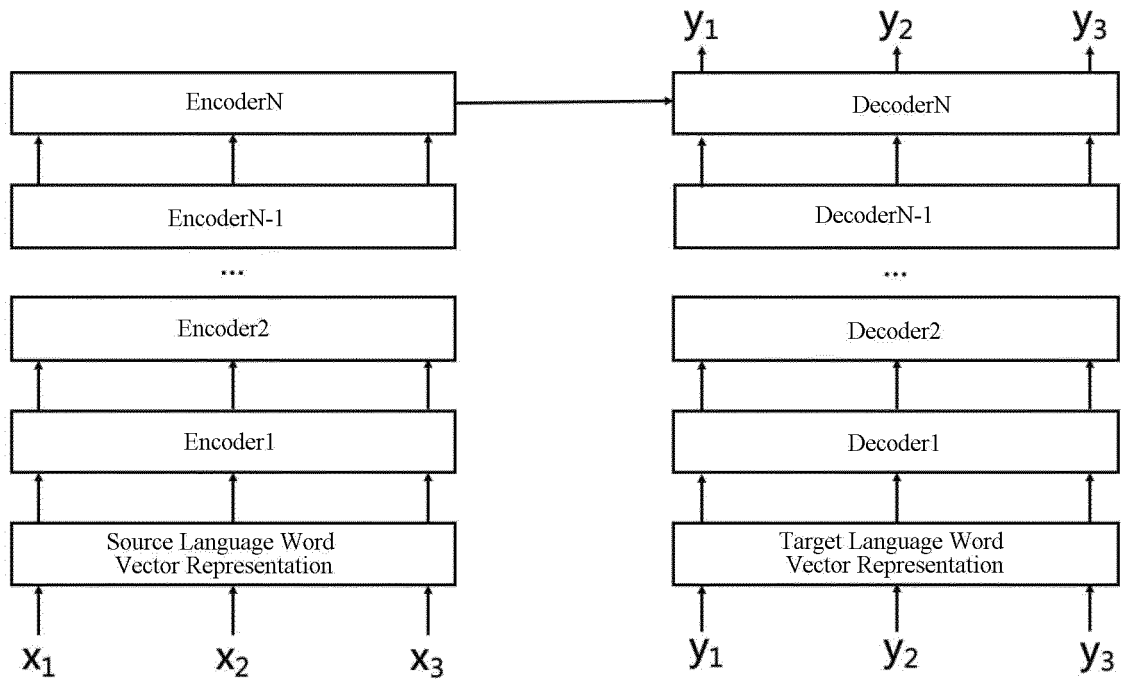 y1 y2 y3
EncoderN
DecoderN
EncoderN-1
DecoderN-1
...
...
Encoder2
Decoder2
Encoder1
Decoder1
Source Language Word
Vector Representation
Target Language Word
Vector Representation
x1 x2 x3
y1 y2 y3